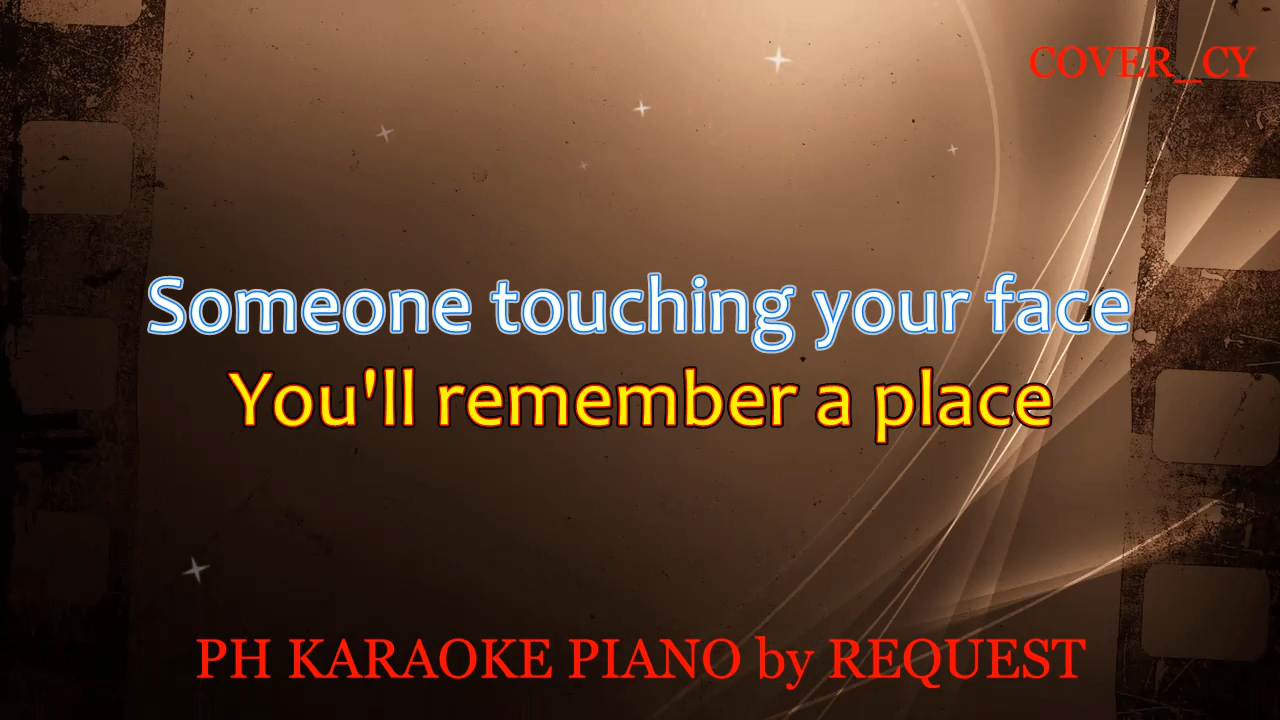 COVER_CY
Someone touching your face
You'll remember a place
PH KARAOKE PIANO by REQUEST